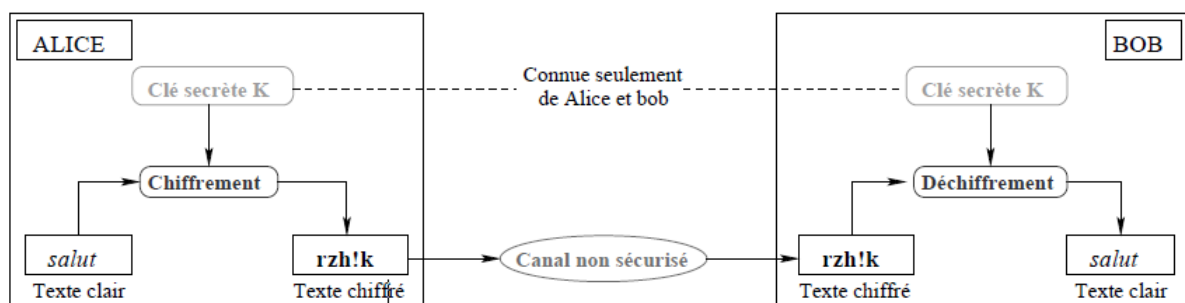 ALICE
BOB
Clé secrète K
Connue seulement
de Alice et bob
Clé secrète K
Chiffrement
Déchiffrement
salut
rzh!k
Canal non sécurisé
rzh!k
salut
Texte clair
Texte chiffré
Texte chiffré
Texte clair